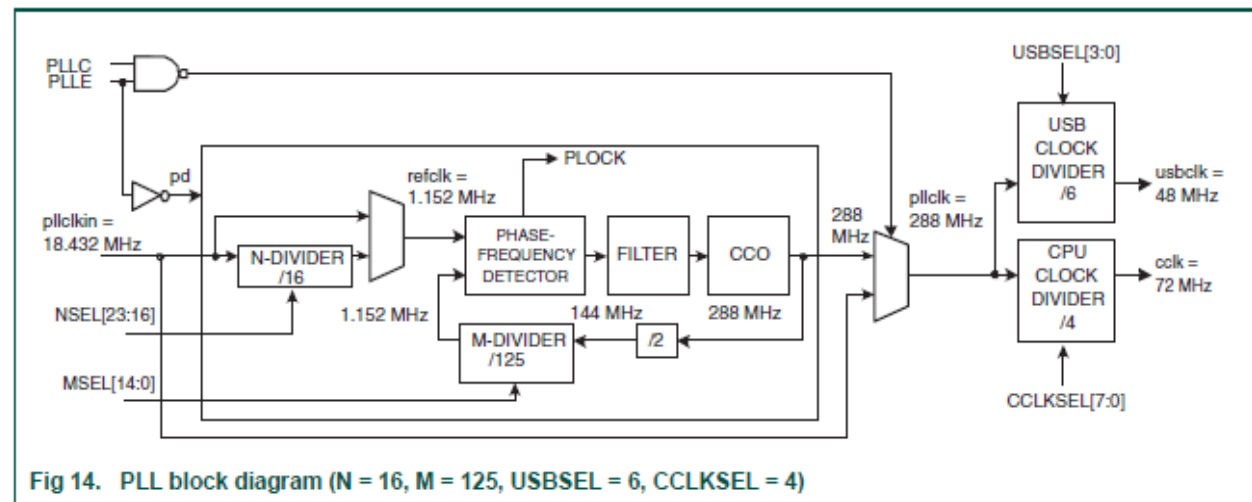 PLLC
PLLE
pd
pllclkin =
18.432 MHz
NSEL[23:16]
MSEL[14:0]
N-DIVIDER
/16
refclk =
1.152 MHz
1.152 MHz
PLOCK
PHASE-
FREQUENCY
DETECTOR
FILTER
CCO
M-DIVIDER
/125
144 MHz
/2
288 MHz
288
MHz
pllclk =
288 MHz
USBSEL[3:0]
USB
CLOCK
DIVIDER
/6
usbclk =
48 MHz
CPU
CLOCK
DIVIDER
/4
cclk =
72 MHz
CCLKSEL[7:0]
Fig 14. PLL block diagram (N = 16, M = 125, USBSEL = 6, CCLKSEL = 4)